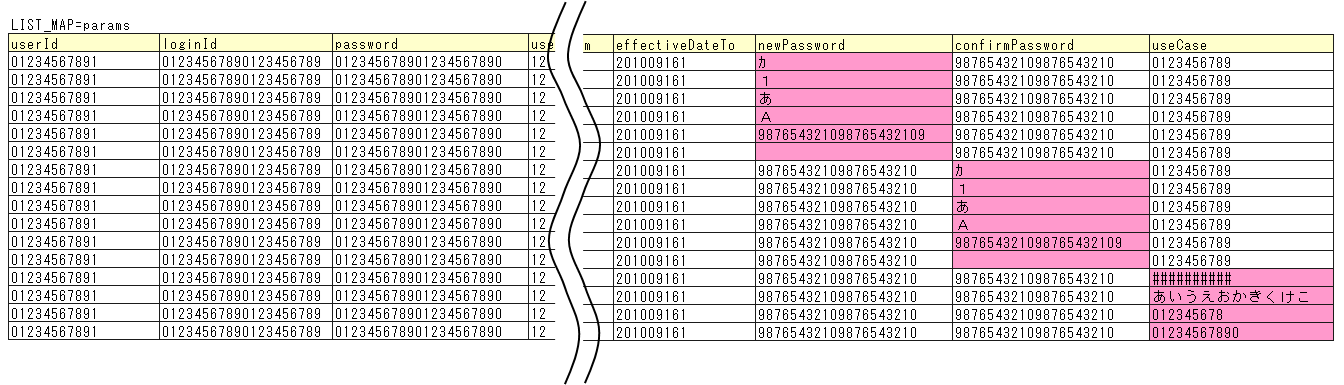 LIST_MAP=params
userId loginId password use m effectiveDateTo newPassword confirmPassword useCase
01234567891 01234567890123456789 012345678901234567890 12 201009161 ｶ 98765432109876543210 0123456789
01234567891 01234567890123456789 012345678901234567890 12 201009161 １ 98765432109876543210 0123456789
01234567891 01234567890123456789 012345678901234567890 12 201009161 あ 98765432109876543210 0123456789
01234567891 01234567890123456789 012345678901234567890 12 201009161 Ａ 98765432109876543210 0123456789
01234567891 01234567890123456789 012345678901234567890 12 201009161 987654321098765432109 98765432109876543210 0123456789
01234567891 01234567890123456789 012345678901234567890 12 201009161 98765432109876543210 0123456789
01234567891 01234567890123456789 012345678901234567890 12 201009161 98765432109876543210 ｶ 0123456789
01234567891 01234567890123456789 012345678901234567890 12 201009161 98765432109876543210 １ 0123456789
01234567891 01234567890123456789 012345678901234567890 12 201009161 98765432109876543210 あ 0123456789
01234567891 01234567890123456789 012345678901234567890 12 201009161 98765432109876543210 Ａ 0123456789
01234567891 01234567890123456789 012345678901234567890 12 201009161 98765432109876543210 987654321098765432109 0123456789
01234567891 01234567890123456789 012345678901234567890 12 201009161 98765432109876543210 0123456789
01234567891 01234567890123456789 012345678901234567890 12 201009161 98765432109876543210 98765432109876543210 ##########
01234567891 01234567890123456789 012345678901234567890 12 201009161 98765432109876543210 98765432109876543210 あいうえおかきくけこ
01234567891 01234567890123456789 012345678901234567890 12 201009161 98765432109876543210 98765432109876543210 012345678
01234567891 01234567890123456789 012345678901234567890 12 201009161 98765432109876543210 98765432109876543210 01234567890